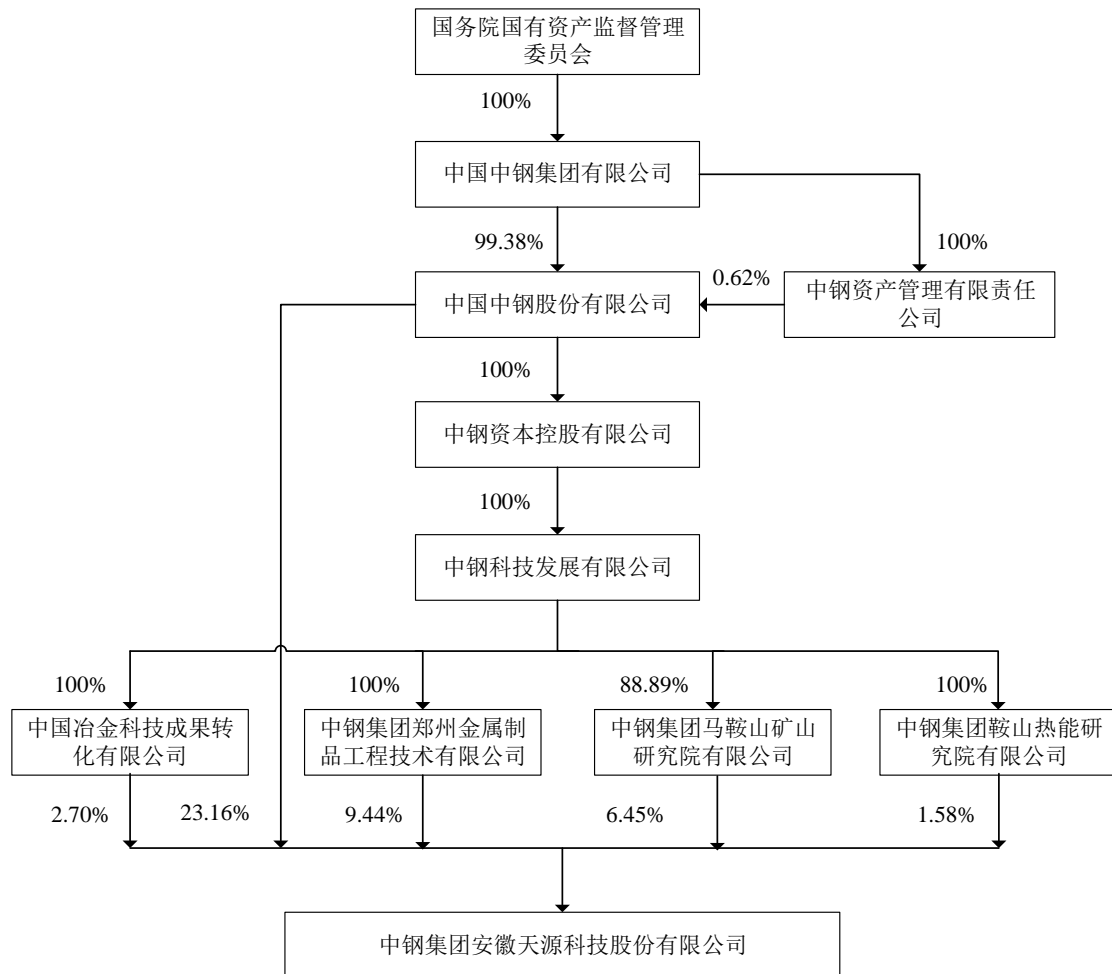 国务院国有资产监督管理
委员会
100%
中国中钢集团有限公司
99.38%
100%
中国中钢股份有限公司
0.62%
中钢资产管理有限责任
公司
100%
中钢资本控股有限公司
100%
中钢科技发展有限公司
100%
100%
88.89%
100%
中国冶金科技成果转
化有限公司
中钢集团郑州金属制
品工程技术有限公司
中钢集团马鞍山矿山
研究院有限公司
中钢集团鞍山热能研
究院有限公司
2.70%
23.16%
9.44%
6.45%
1.58%
中钢集团安徽天源科技股份有限公司